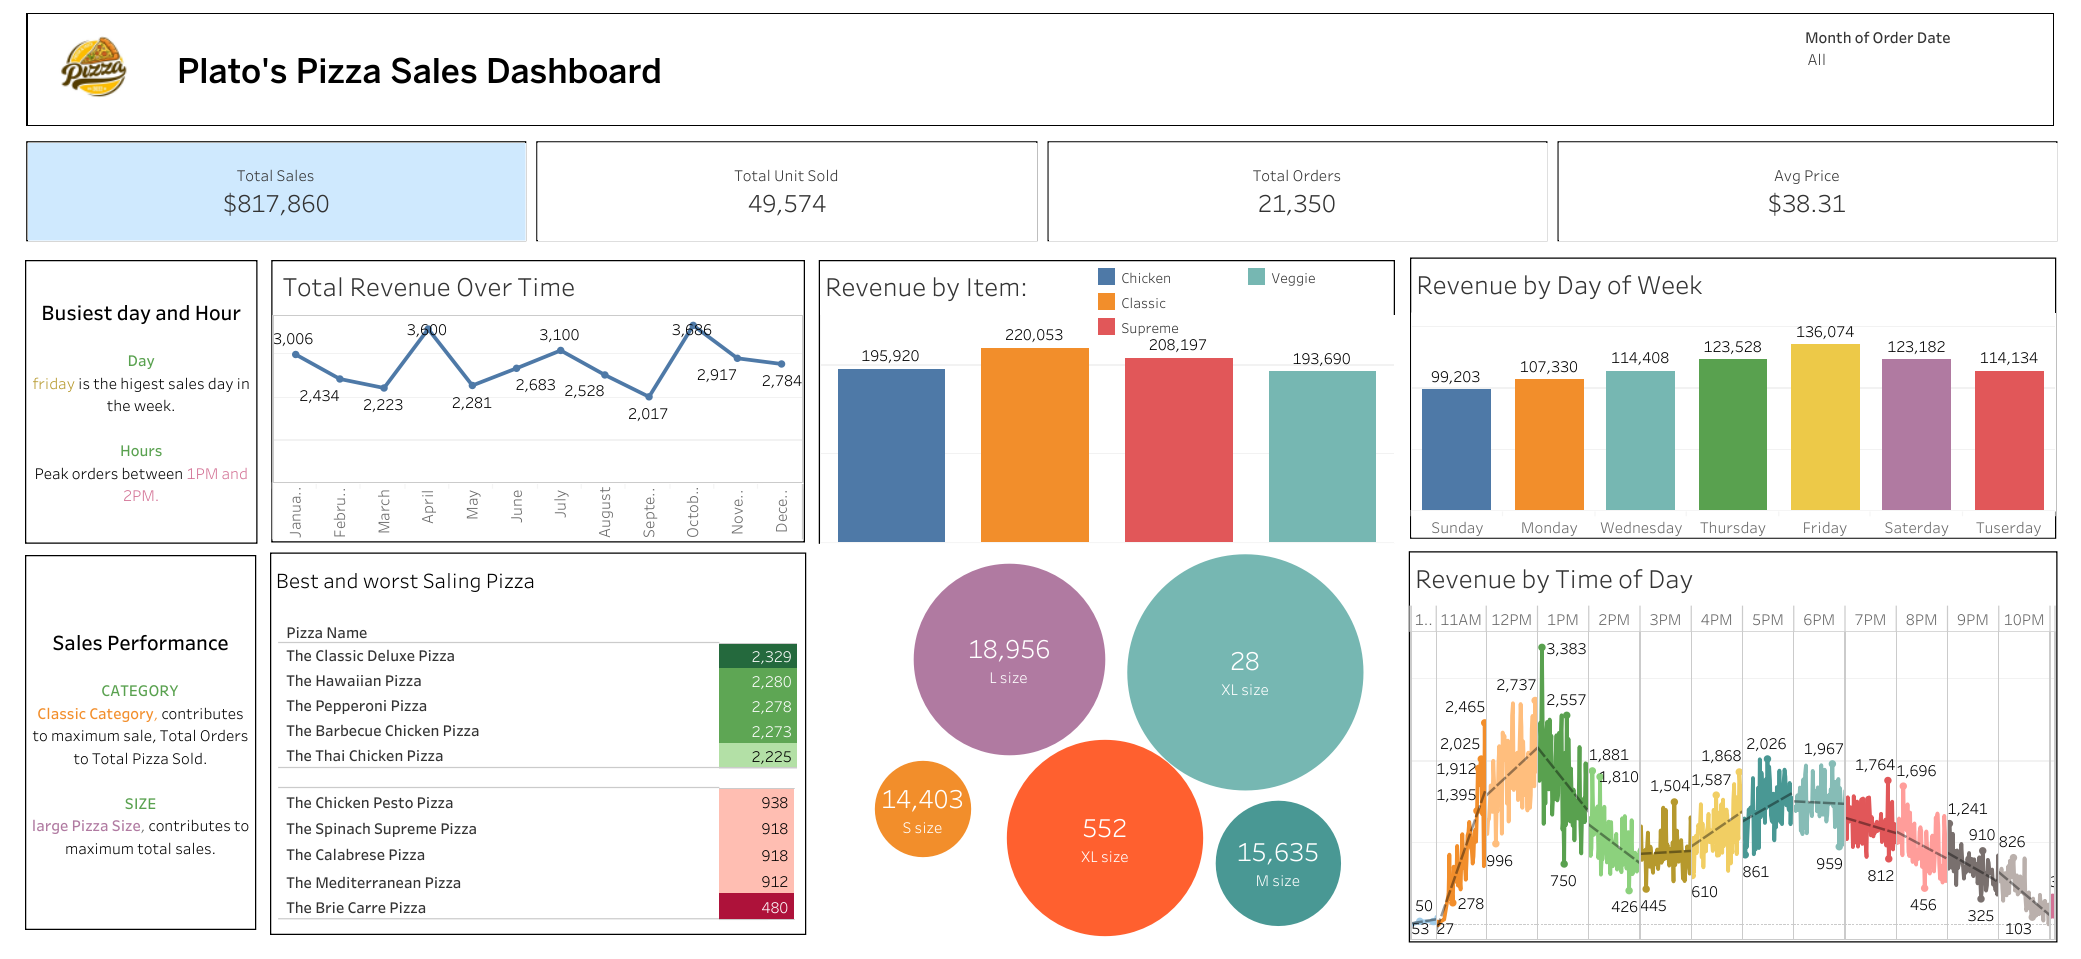 Pizza
Plato's Pizza Sales Dashboard
Month of Order Date
All
Total Sales
$817,860
Total Unit Sold
49,574
Total Orders
21,350
Avg Price
$38.31
Busiest day and Hour
Day
friday is the higest sales day in
the week.
Hours
Peak orders between 1PM and
2PM.
Total Revenue Over Time
3,006
2,434
2,223
3,600
2,281
2,683
3,100
2,528
2,017
3,686
2,917
2,784
Janua..
Febru..
March
April
May
June
July
August
Septe..
Octob..
Nove..
Dece..
Revenue by Item:
Chicken
Classic
Supreme
Veggie
195,920
220,053
208,197
193,690
Revenue by Day of Week
99,203
107,330
114,408
123,528
136,074
123,182
114,134
Sunday
Monday
Wednesday
Thursday
Friday
Saterday
Tuserday
Sales Performance
CATEGORY
Classic Category, contributes
to maximum sale, Total Orders
to Total Pizza Sold.
SIZE
large Pizza Size, contributes to
maximum total sales.
Best and worst Saling Pizza
Pizza Name
The Classic Deluxe Pizza 2,329
The Hawaiian Pizza 2,280
The Pepperoni Pizza 2,278
The Barbecue Chicken Pizza 2,273
The Thai Chicken Pizza 2,225
The Chicken Pesto Pizza 938
The Spinach Supreme Pizza 918
The Calabrese Pizza 918
The Mediterranean Pizza 912
The Brie Carre Pizza 480
18,956
L size
28
XL size
14,403
S size
552
XL size
15,635
M size
Revenue by Time of Day
1.. 11AM 12PM 1PM 2PM 3PM 4PM 5PM 6PM 7PM 8PM 9PM 10PM
3,383
2,737
2,465
2,557
2,025
1,912
1,395
1,881
1,810
1,504
1,587
1,868
2,026
1,967
1,764
1,696
1,241
910
826
996
750
426
445
610
861
959
812
456
325
103
278
50
53
27